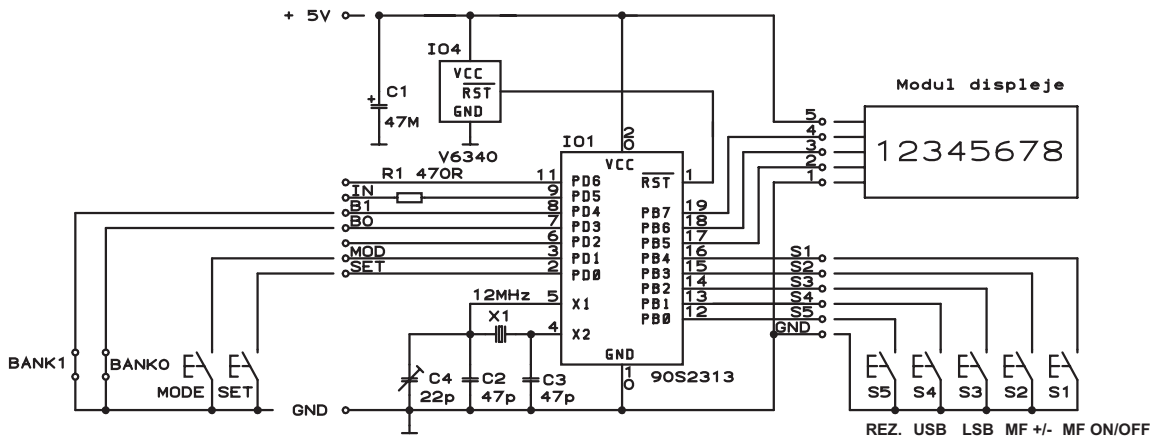 + 5V
IO4
VCC
RST
GND
V6340
+
C1
47M
Modul displeje
5
4
3
2
1
12345678
IO1
20
VCC
R1 470R
11 PD6
IN 9 PD5
B1 8 PD4
B0 7 PD3
6 PD2
MOD 3 PD1
SET 2 PD0
12MHz 5 X1
X1 4 X2
RST 1
PB7 19
PB6 18
PB5 17
PB4 16 S1
PB3 15 S2
PB2 14 S3
PB1 13 S4
PB0 12 S5
GND
GND
10
90S2313
BANK1
BANK0
MODE
SET
GND
C4
22p
C2
47p
C3
47p
S5 S4 S3 S2 S1
REZ. USB LSB MF +/- MF ON/OFF